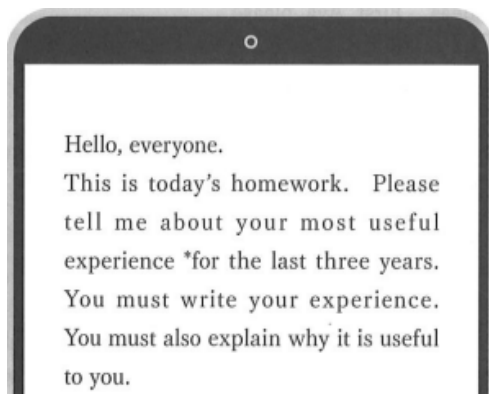 Hello, everyone.
This is today's homework. Please
tell me about your most useful
experience *for the last three years.
You must write your experience.
You must also explain why it is useful
to you.